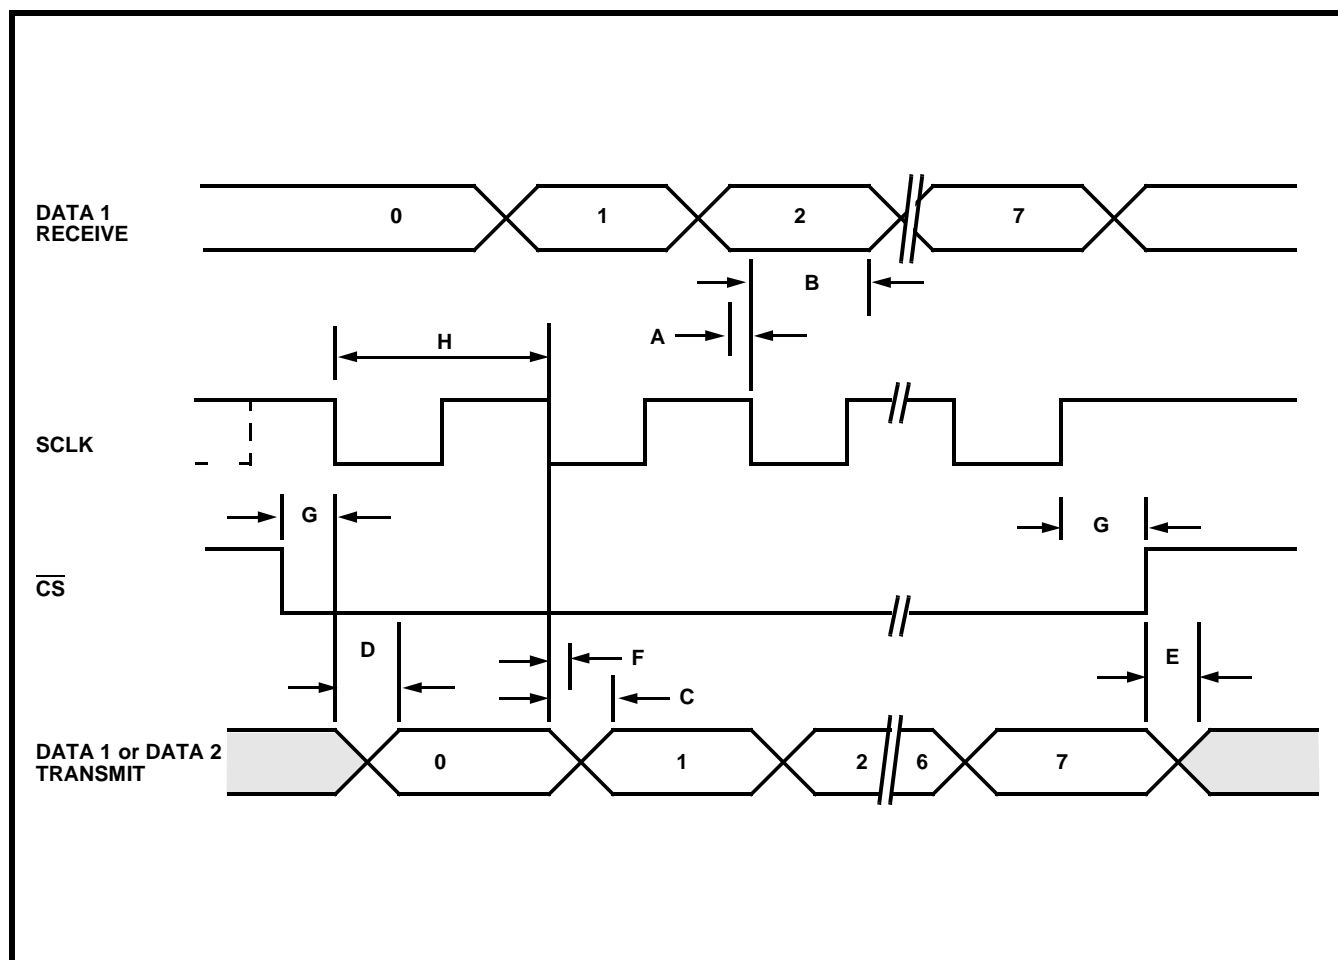 DATA 1
RECEIVE
0 1 2 7
B
A
H
SCLK
G G
CS
D
F
E
C
DATA 1 or DATA 2
TRANSMIT
0 1 2 6 7